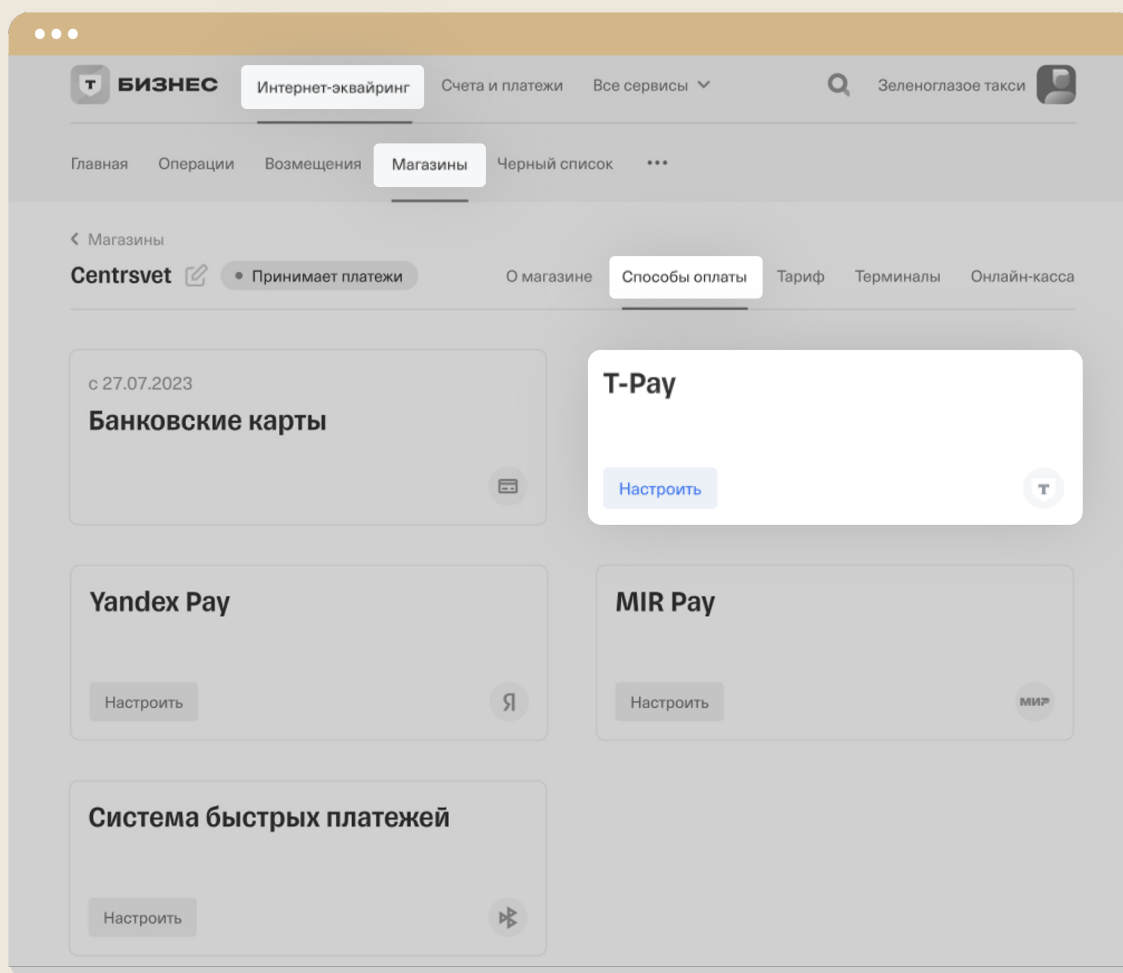 Т БИЗНЕС Интернет-эквайринг Счета и платежи Все сервисы Зеленоглазое такси
Главная Операции Возмещения Магазины Черный список ...
Магазины
Centrsvet Принимает платежи О магазине Способы оплаты Тариф Терминалы Онлайн-касса
с 27.07.2023
Банковские карты
T-Pay
Настроить Т
Yandex Pay MIR Pay
Настроить Я Настроить МИР
Система быстрых платежей
Настроить